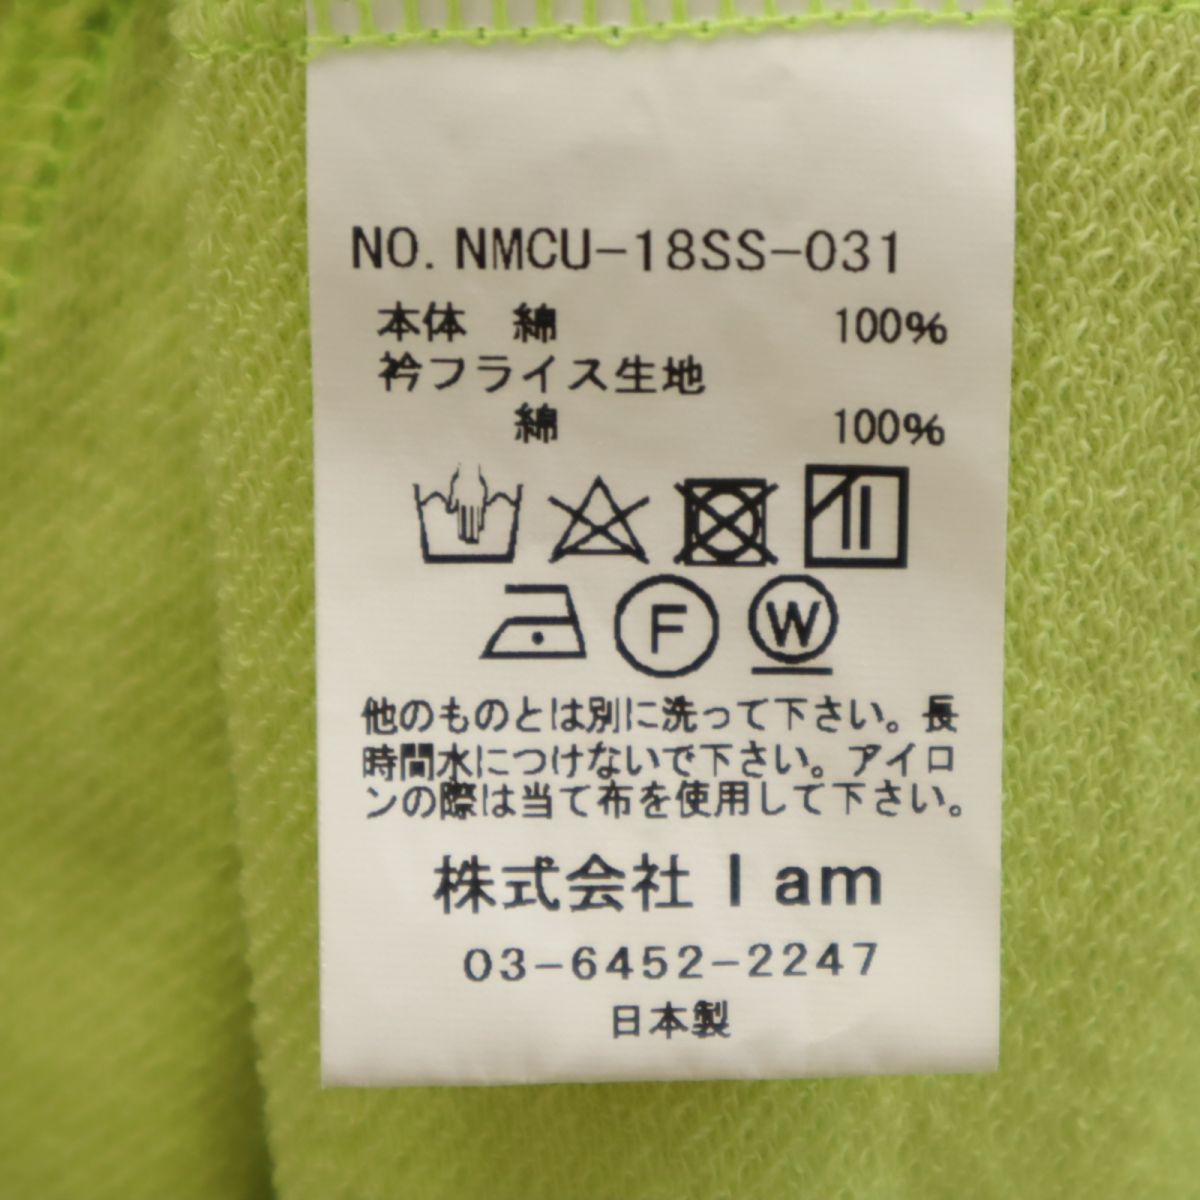 NO. NMCU-18SS-031
本体 綿 100%
衿フライス生地
綿 100%
F W
他のものとは別に洗って下さい。長
時間水につけないで下さい。アイロ
ンの際は当て布を使用して下さい。
株式会社 I am
03-6452-2247
日本製